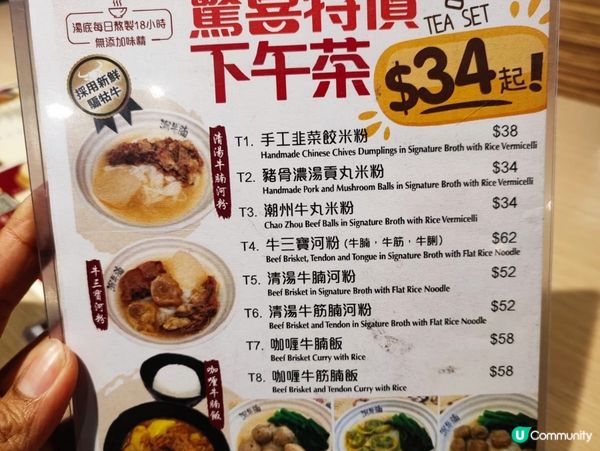 湯底每日熬製18小時
無添加味精
驚喜特價
下午茶
TEA SET
$34起!
採用新鮮
騸牯牛
清湯牛腩河粉
T1. 手工韭菜餃米粉 $38
Handmade Chinese Chives Dumplings in Signature Broth with Rice Vermicelli
T2. 豬骨濃湯貢丸米粉 $34
Handmade Pork and Mushroom Balls in Signature Broth with Rice Vermicelli
T3. 潮州牛丸米粉 $34
Chao Zhou Beef Balls in Signature Broth with Rice Vermicelli
T4. 牛三寶河粉 (牛腩，牛筋，牛脷) $62
Beef Brisket, Tendon and Tongue in Signature Broth with Flat Rice Noodle
牛三寶河粉
T5. 清湯牛腩河粉 $52
Beef Brisket in Signature Broth with Flat Rice Noodle
T6. 清湯牛筋腩河粉 $52
Beef Brisket and Tendon in Sigature Broth with Flat Rice Noodle
T7. 咖喱牛腩飯 $58
Beef Brisket Curry with Rice
T8. 咖喱牛筋腩飯 $58
Beef Brisket and Tendon Curry with Rice
咖喱牛腩飯
U Community